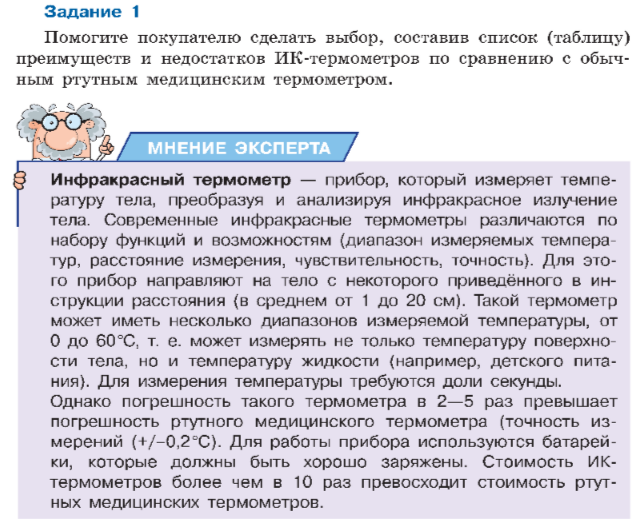 Задание 1
Помогите покупателю сделать выбор, составив список (таблицу)
преимуществ и недостатков ИК-термометров по сравнению с обыч-
ным ртутным медицинским термометром.
МНЕНИЕ ЭКСПЕРТА
Инфракрасный термометр — прибор, который измеряет темпе-
ратуру тела, преобразуя и анализируя инфракрасное излучение
тела. Современные инфракрасные термометры различаются по
набору функций и возможностям (диапазон измеряемых темпера-
тур, расстояние измерения, чувствительность, точность). Для это-
го прибор направляют на тело с некоторого приведённого в ин-
струкции расстояния (в среднем от 1 до 20 см). Такой термометр
может иметь несколько диапазонов измеряемой температуры, от
0 до 60°С, т. е. может измерять не только температуру поверхно-
сти тела, но и температуру жидкости (например, детского пита-
ния). Для измерения температуры требуются доли секунды.
Однако погрешность такого термометра в 2—5 раз превышает
погрешность ртутного медицинского термометра (точность из-
мерений (+/–0,2°С). Для работы прибора используются батарей-
ки, которые должны быть хорошо заряжены. Стоимость ИК-
термометров более чем в 10 раз превосходит стоимость ртут-
ных медицинских термометров.